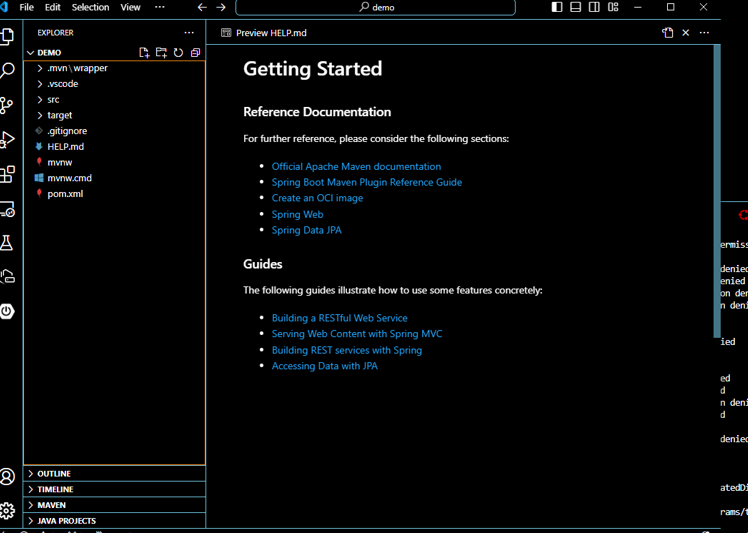 File Edit Selection View ··· demo
EXPLORER ···
Preview HELP.md ···
DEMO
.mvn\wrapper
.vscode
src
target
.gitignore
HELP.md
mvnw
mvnw.cmd
pom.xml
OUTLINE
TIMELINE
MAVEN
JAVA PROJECTS
Getting Started
Reference Documentation
For further reference, please consider the following sections:
• Official Apache Maven documentation
• Spring Boot Maven Plugin Reference Guide
• Create an OCI image
• Spring Web
• Spring Data JPA
Guides
The following guides illustrate how to use some features concretely:
• Building a RESTful Web Service
• Serving Web Content with Spring MVC
• Building REST services with Spring
• Accessing Data with JPA
ermiss
denied
enied
on den
n deni
ied
ed
d
n deni
d
denied
atedDi
rams/t